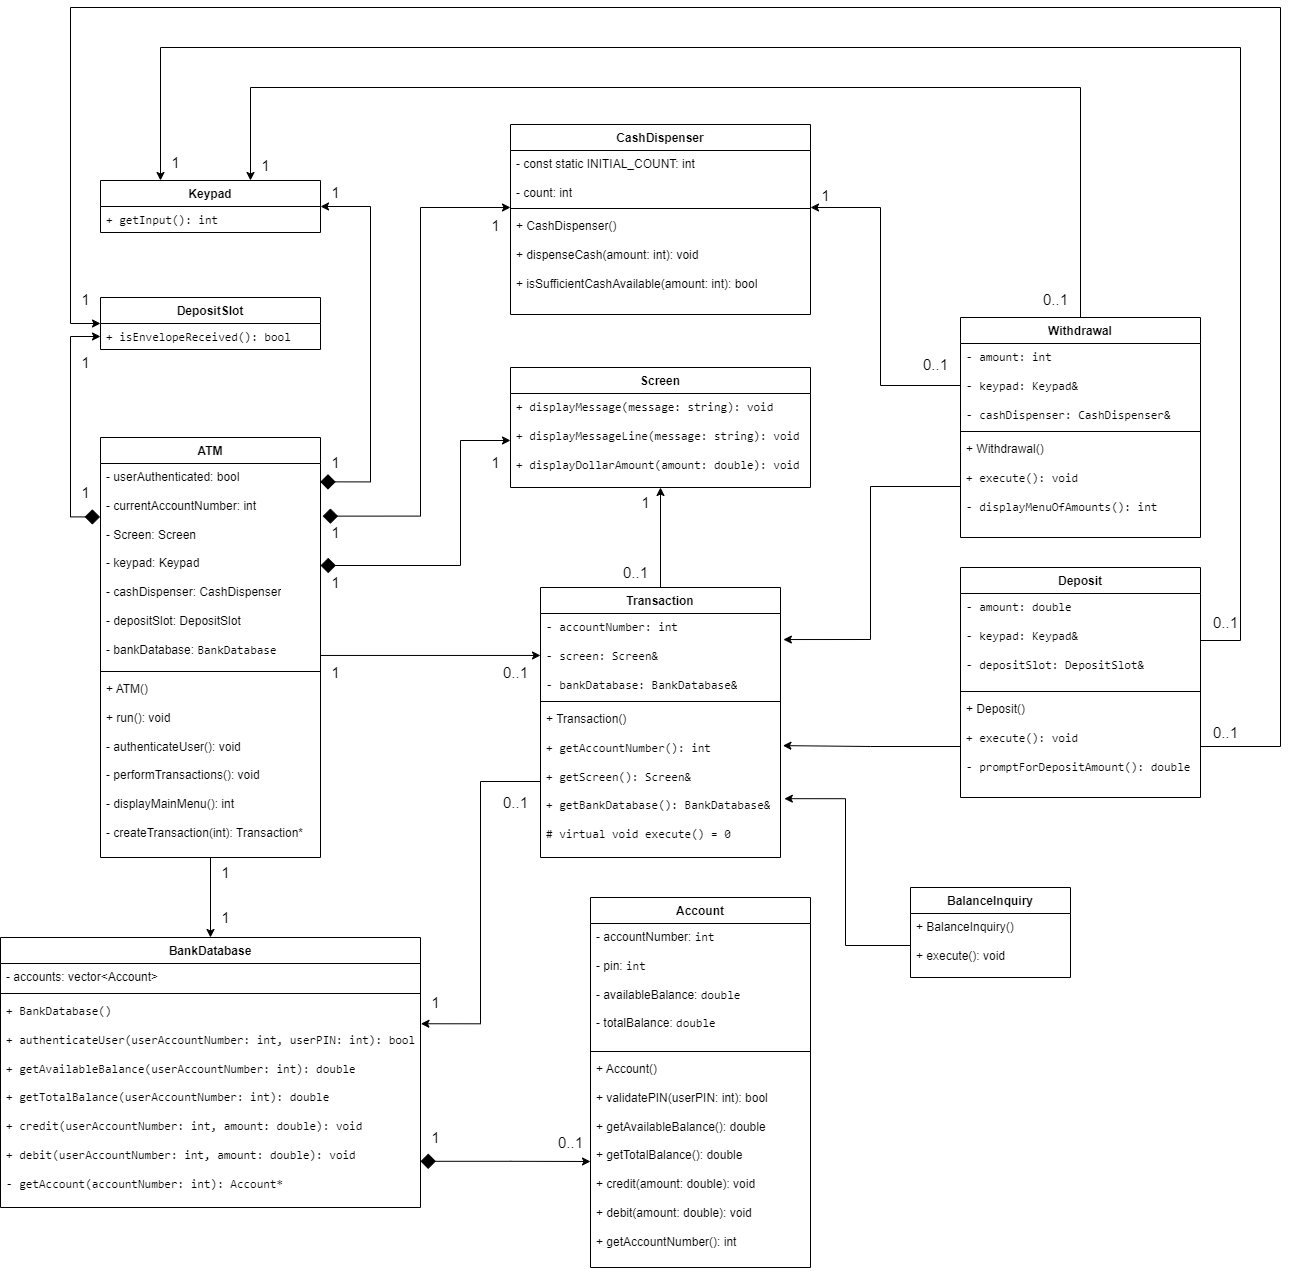 1
1
Keypad
+ getInput(): int
1
CashDispenser
- const static INITIAL_COUNT: int
- count: int
+ CashDispenser()
+ dispenseCash(amount: int): void
+ isSufficientCashAvailable(amount: int): bool
1
1
1
DepositSlot
+ isEnvelopeReceived(): bool
1
0..1
0..1
Withdrawal
- amount: int
- keypad: Keypad&
- cashDispenser: CashDispenser&
+ Withdrawal()
+ execute(): void
- displayMenuOfAmounts(): int
Screen
+ displayMessage(message: string): void
+ displayMessageLine(message: string): void
+ displayDollarAmount(amount: double): void
1
1
ATM
- userAuthenticated: bool
- currentAccountNumber: int
- Screen: Screen
- keypad: Keypad
- cashDispenser: CashDispenser
- depositSlot: DepositSlot
- bankDatabase: BankDatabase
+ ATM()
+ run(): void
- authenticateUser(): void
- performTransactions(): void
- displayMainMenu(): int
- createTransaction(int): Transaction*
1
1
1
1
1
0..1
0..1
Transaction
- accountNumber: int
- screen: Screen&
- bankDatabase: BankDatabase&
+ Transaction()
+ getAccountNumber(): int
+ getScreen(): Screen&
+ getBankDatabase(): BankDatabase&
# virtual void execute() = 0
0..1
Deposit
- amount: double
- keypad: Keypad&
- depositSlot: DepositSlot&
+ Deposit()
+ execute(): void
- promptForDepositAmount(): double
0..1
0..1
1
1
BankDatabase
- accounts: vector<Account>
+ BankDatabase()
+ authenticateUser(userAccountNumber: int, userPIN: int): bool
+ getAvailableBalance(userAccountNumber: int): double
+ getTotalBalance(userAccountNumber: int): double
+ credit(userAccountNumber: int, amount: double): void
+ debit(userAccountNumber: int, amount: double): void
- getAccount(accountNumber: int): Account*
1
1
0..1
Account
- accountNumber: int
- pin: int
- availableBalance: double
- totalBalance: double
+ Account()
+ validatePIN(userPIN: int): bool
+ getAvailableBalance(): double
+ getTotalBalance(): double
+ credit(amount: double): void
+ debit(amount: double): void
+ getAccountNumber(): int
BalanceInquiry
+ BalanceInquiry()
+ execute(): void